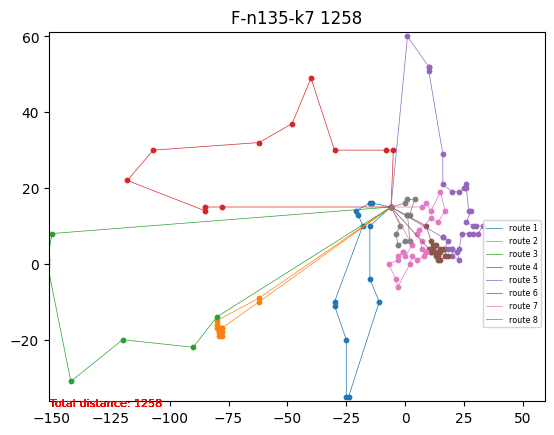 F-n135-k7 1258
60
40
20
0
−20
−150
−125
−100
−75
−50
−25
0
25
50
route 1
route 2
route 3
route 4
route 5
route 6
route 7
route 8
Total distance: 1258